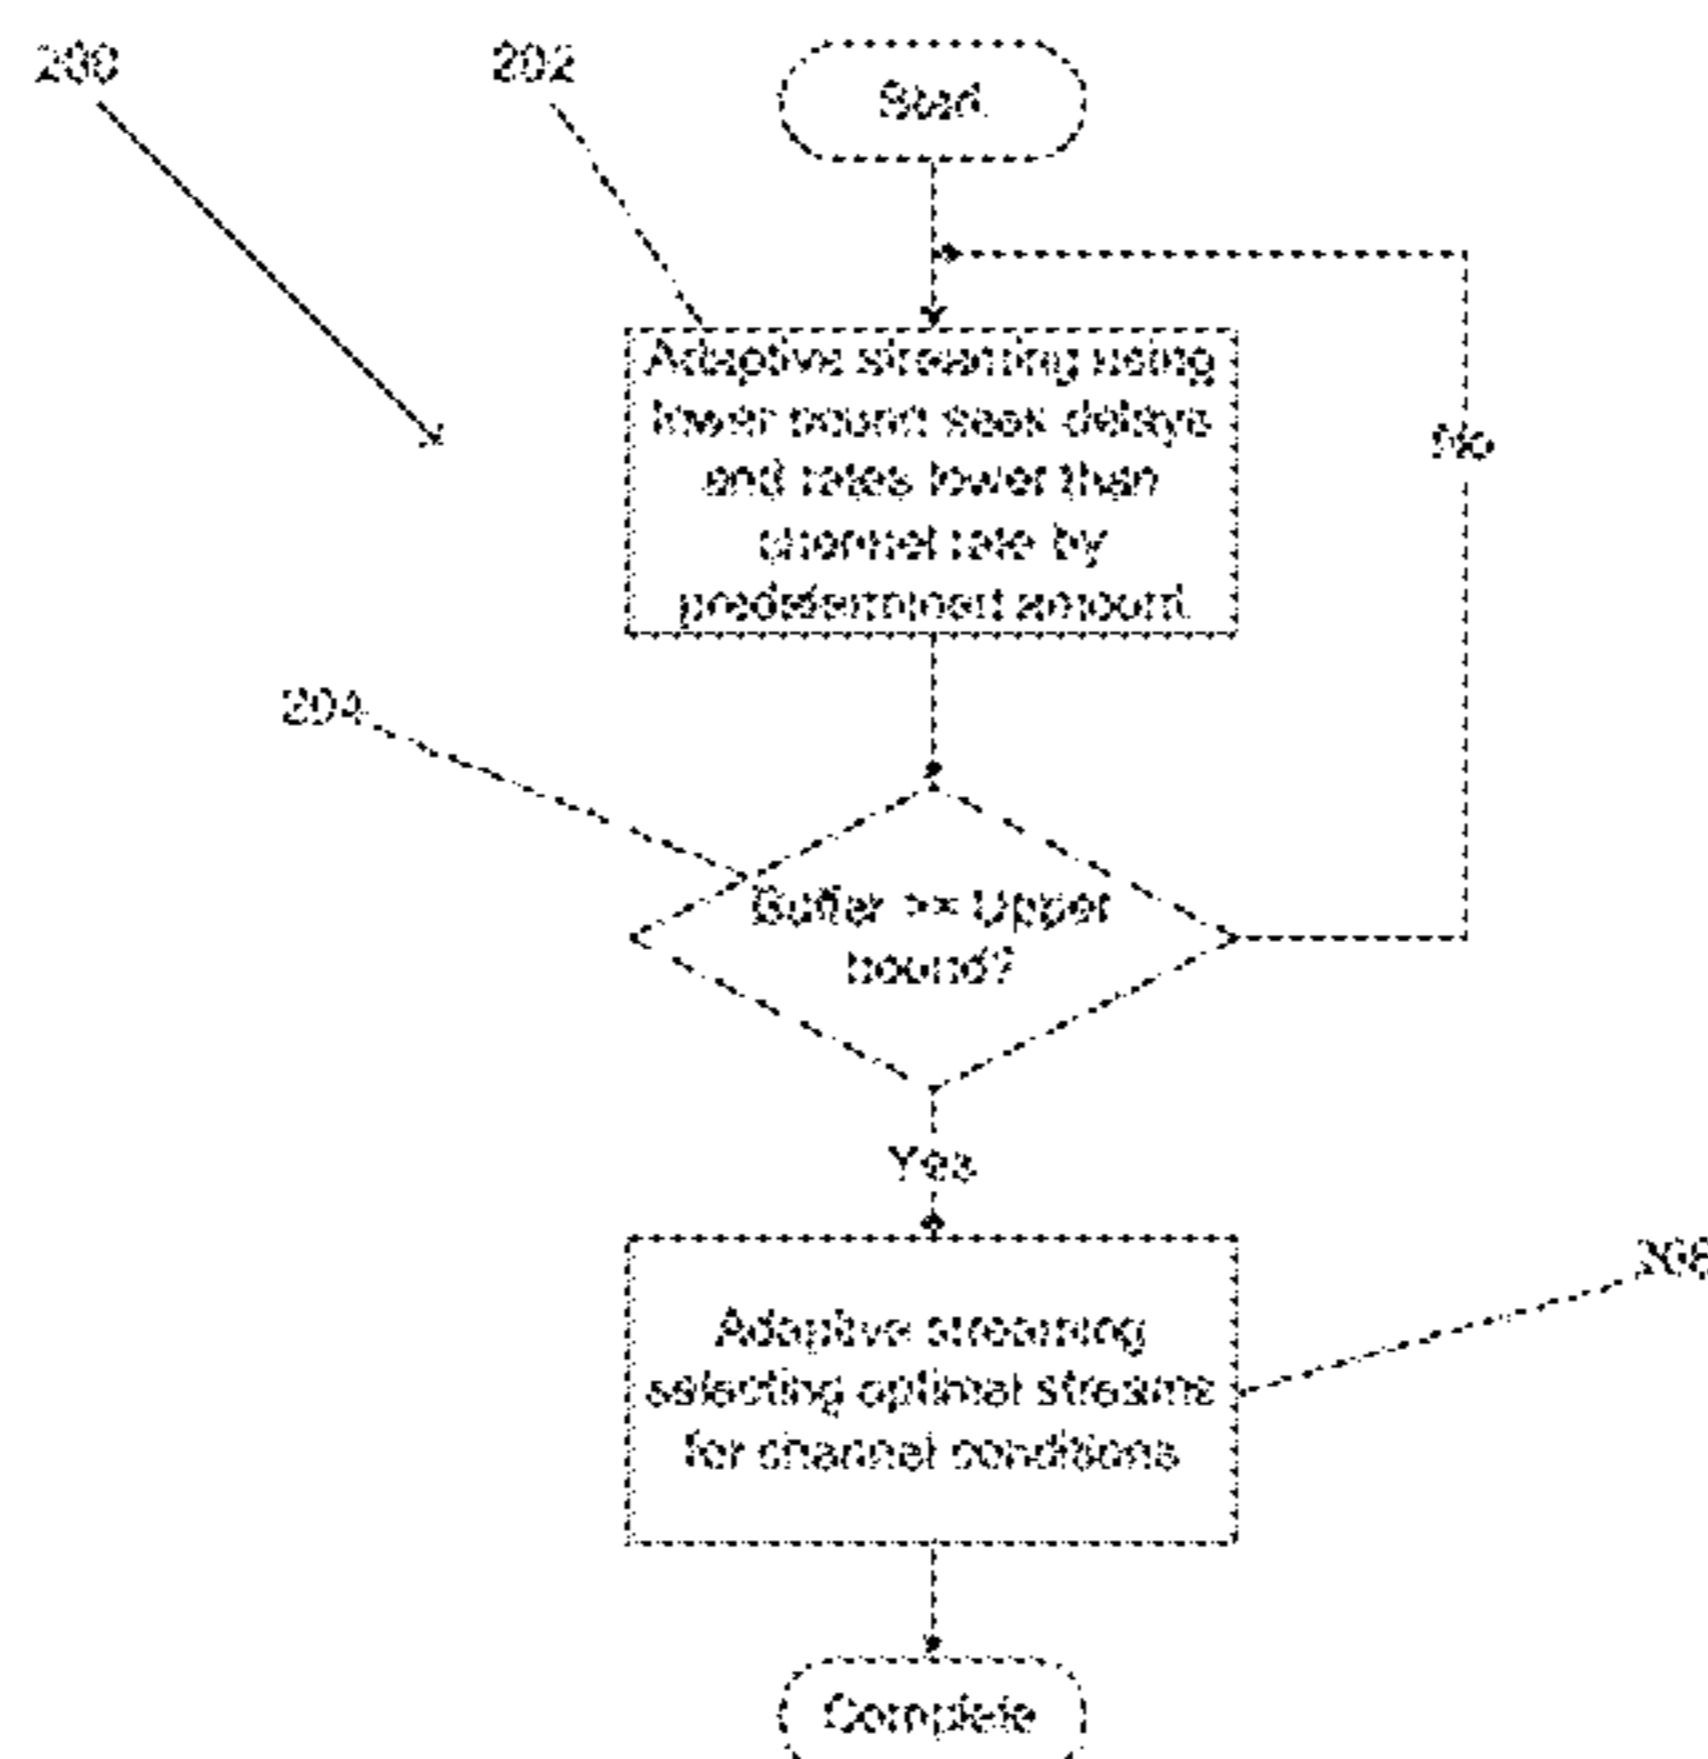 200
202
Start
Adaptive streaming using
lower bound seek delays
and rates lower than
channel rate by
predetermined amount
No
204
Buffer >= Upper
bound?
Yes
Adaptive streaming
selecting optimal streams
for channel conditions
Complete